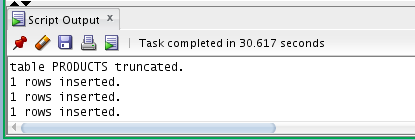 Script Output x
Task completed in 30.617 seconds
table PRODUCTS truncated.
1 rows inserted.
1 rows inserted.
1 rows inserted.